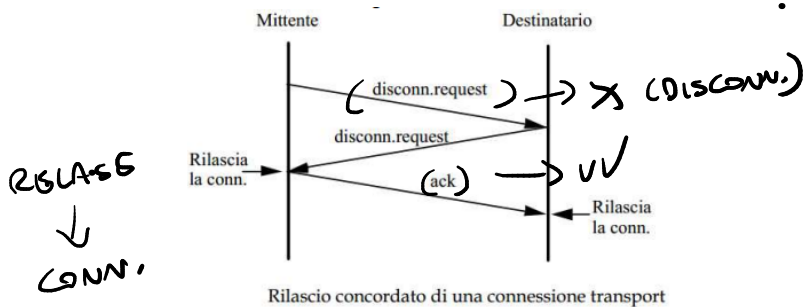 Mittente Destinatario
( disconn.request ) → X (DISCONN.)
disconn.request
Rilascia
la conn.
(ack) → VV
RELEASE
↓
CONN.
Rilascia
la conn.
Rilascio concordato di una connessione transport